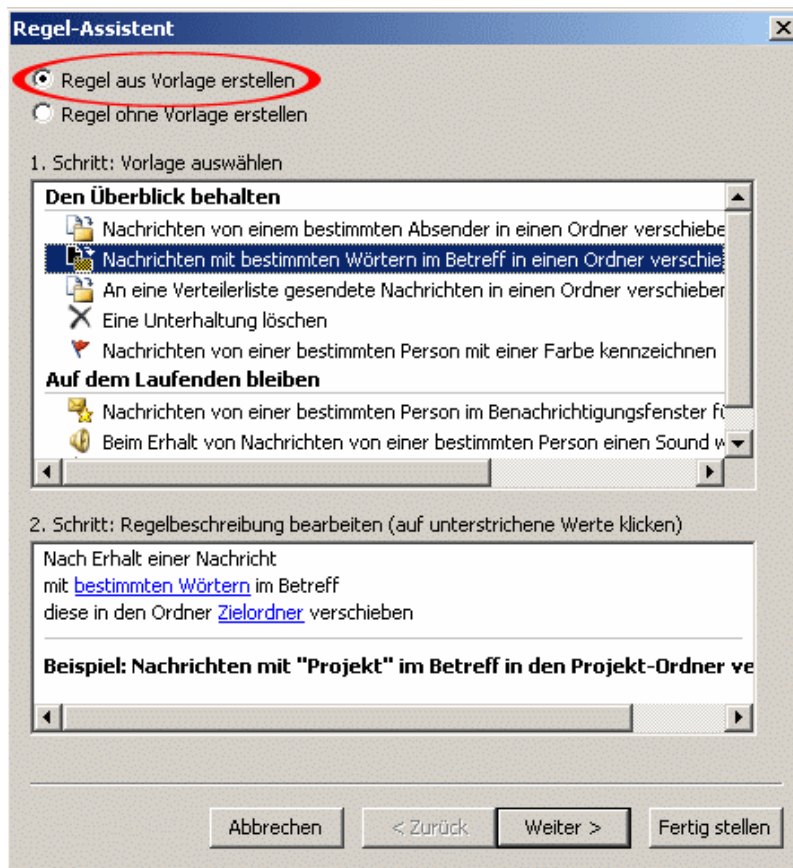 Regel-Assistent
Regel aus Vorlage erstellen
Regel ohne Vorlage erstellen
1. Schritt: Vorlage auswählen
Den Überblick behalten
Nachrichten von einem bestimmten Absender in einen Ordner verschiebe
Nachrichten mit bestimmten Wörtern im Betreff in einen Ordner verschie
An eine Verteilerliste gesendete Nachrichten in einen Ordner verschieben
Eine Unterhaltung löschen
Nachrichten von einer bestimmten Person mit einer Farbe kennzeichnen
Auf dem Laufenden bleiben
Nachrichten von einer bestimmten Person im Benachrichtigungsfenster fü
Beim Erhalt von Nachrichten von einer bestimmten Person einen Sound w
2. Schritt: Regelbeschreibung bearbeiten (auf unterstrichene Werte klicken)
Nach Erhalt einer Nachricht
mit bestimmten Wörtern im Betreff
diese in den Ordner Zielordner verschieben
Beispiel: Nachrichten mit "Projekt" im Betreff in den Projekt-Ordner ve
Abbrechen
< Zurück
Weiter >
Fertig stellen